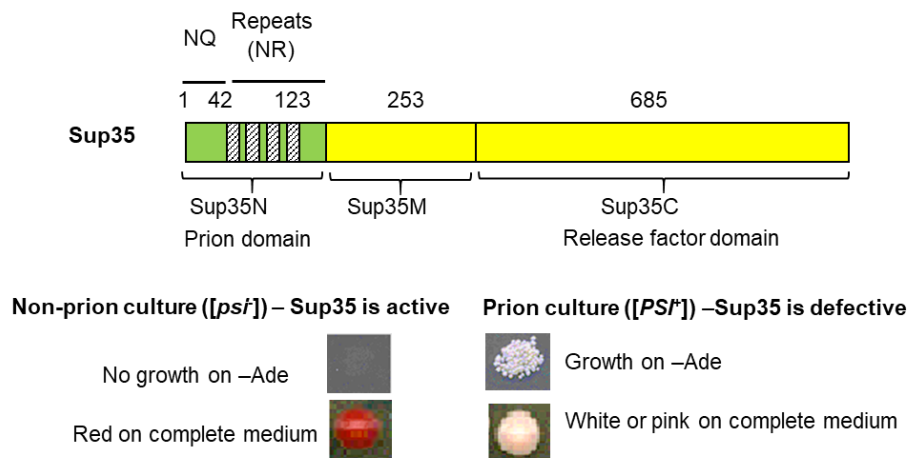 NQ
Repeats
(NR)
1 42 123 253 685
Sup35
Sup35N Sup35M Sup35C
Prion domain Release factor domain
Non-prion culture ([psi-]) – Sup35 is active
Prion culture ([PSI+]) –Sup35 is defective
No growth on –Ade
Growth on –Ade
Red on complete medium
White or pink on complete medium